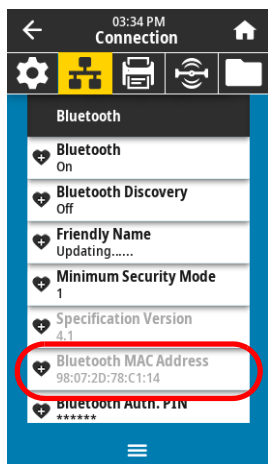 03:34 PM
Connection
Bluetooth
Bluetooth
On
Bluetooth Discovery
Off
Friendly Name
Updating......
Minimum Security Mode
1
Specification Version
4.1
Bluetooth MAC Address
98:07:2D:78:C1:14
Bluetooth Auth. PIN
******